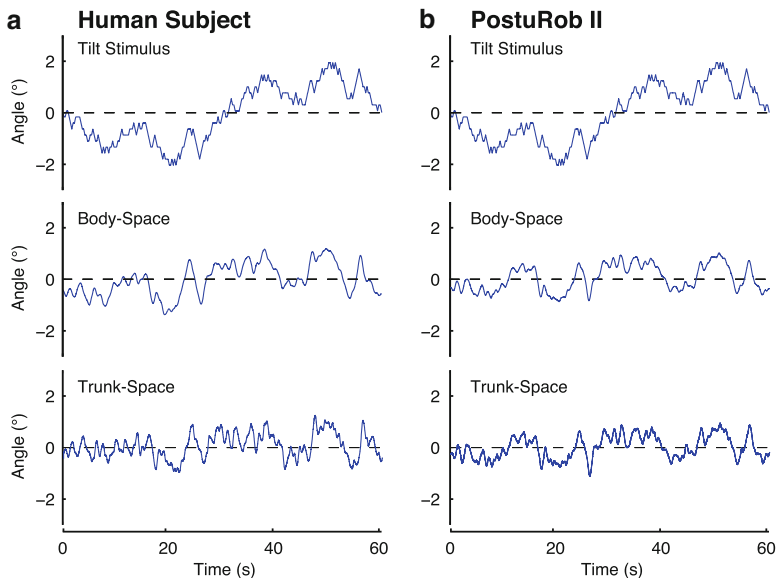 a Human Subject
Tilt Stimulus
2
0
−2
Angle (°)
Body-Space
2
0
−2
Angle (°)
Trunk-Space
2
0
−2
Angle (°)
0 20 40 60
Time (s)
b PostuRob II
Tilt Stimulus
2
0
−2
Body-Space
2
0
−2
Trunk-Space
2
0
−2
0 20 40 60
Time (s)